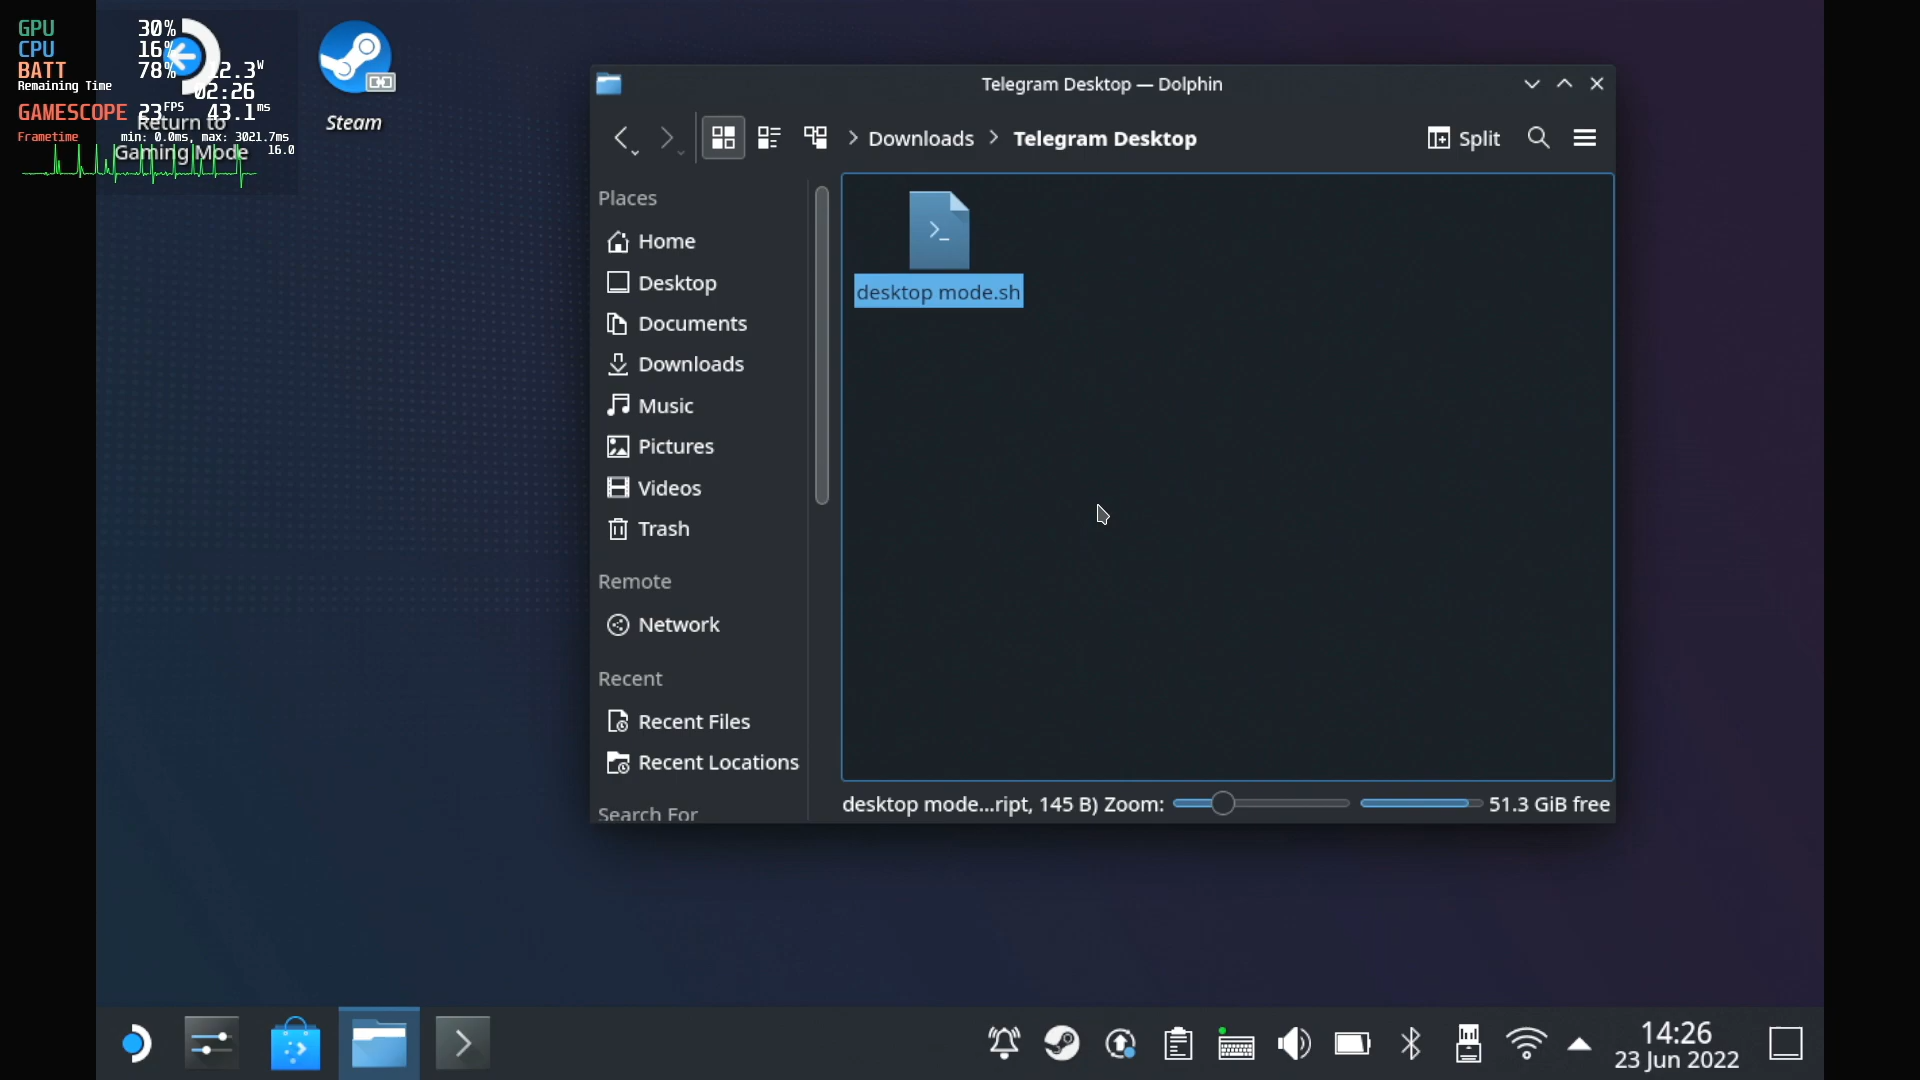 GPU 30%
CPU 16%
BATT 78% 12.3W
Remaining Time 02:26
GAMESCOPE 23FPS 43.1ms
Frametime min: 0.0ms, max: 3021.7ms
16.0
Return to
Gaming Mode
Steam
Telegram Desktop — Dolphin
Downloads
Telegram Desktop
Split
Places
Home
Desktop
Documents
Downloads
Music
Pictures
Videos
Trash
Remote
Network
Recent
Recent Files
Recent Locations
Search For
desktop mode.sh
desktop mode...ript, 145 B) Zoom: 51.3 GiB free
14:26
23 Jun 2022